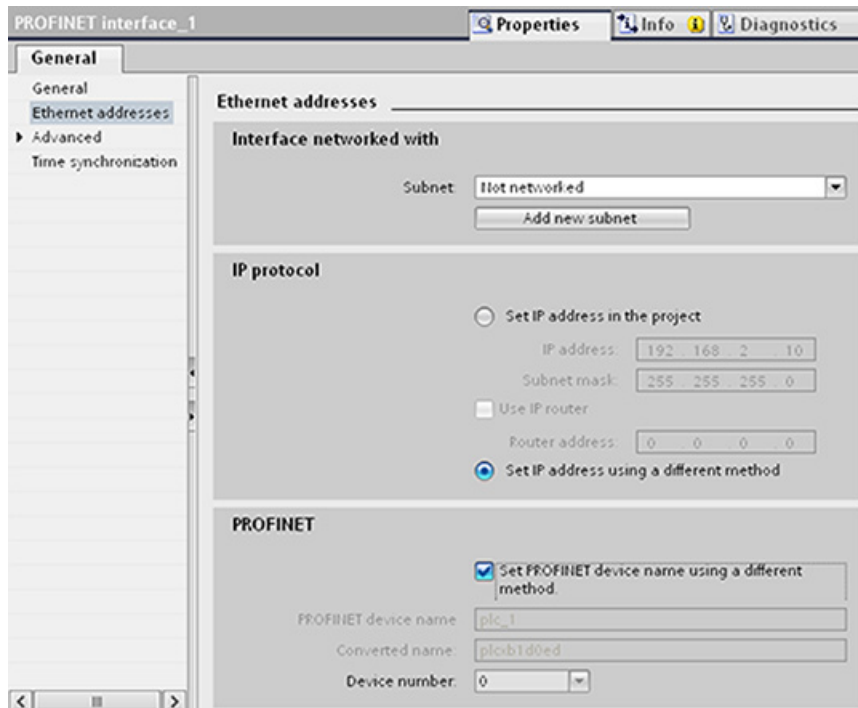 PROFINET interface_1
Properties
Info
Diagnostics
General
General
Ethernet addresses
Advanced
Time synchronization
Ethernet addresses
Interface networked with
Subnet: Not networked
Add new subnet
IP protocol
Set IP address in the project
IP address: 192 . 168 . 2 . 10
Subnet mask: 255 . 255 . 255 . 0
Use IP router
Router address: 0 . 0 . 0 . 0
Set IP address using a different method
PROFINET
Set PROFINET device name using a different
method.
PROFINET device name plc_1
Converted name: plcxb1d0ed
Device number: 0